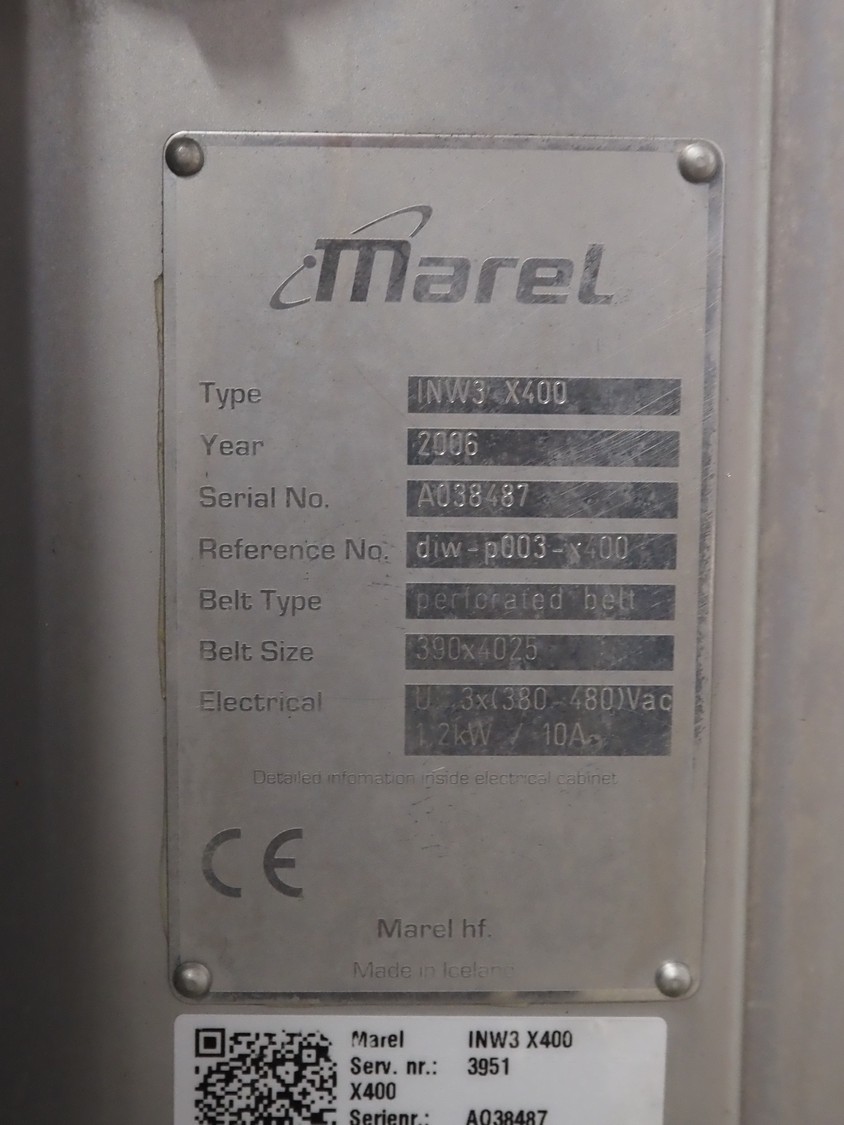 marel
Type INW3 X400
Year 2006
Serial No. A038487
Reference No. diw-p003-x400
Belt Type perforated belt
Belt Size 390x4025
Electrical U 3x(380-480)Vac
1,2kW / 10A
Detailed infomation inside electrical cabinet
CE
Marel hf.
Made in Iceland
Marel INW3 X400
Serv. nr.: 3951
X400
Serienr.: A038487